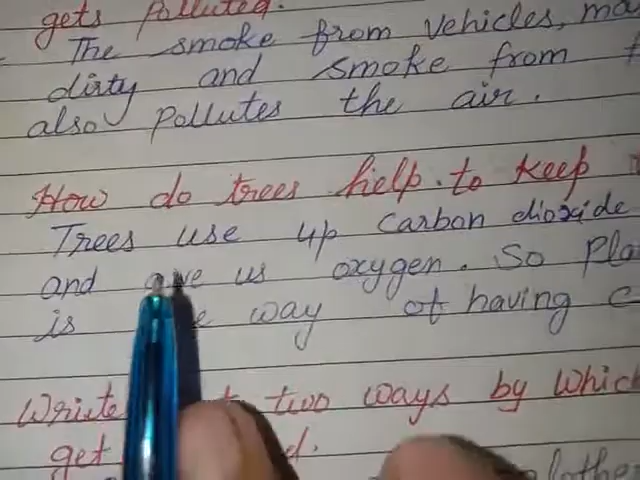 gets Polluted.
The smoke from vehicles,
dirty and smoke from
also pollutes the air.
How do trees help to keep
Trees use up carbon dioxide
and give us oxygen. So
is way of having
Write two ways by which
get